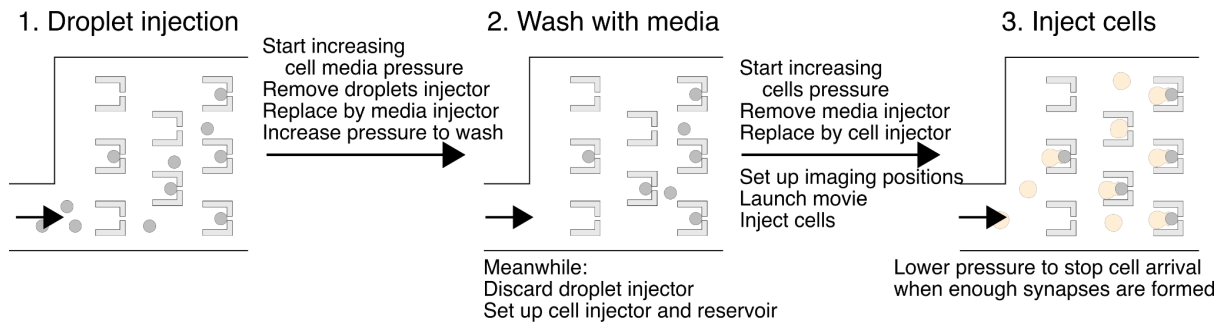 1. Droplet injection
Start increasing
cell media pressure
Remove droplets injector
Replace by media injector
Increase pressure to wash
2. Wash with media
Meanwhile:
Discard droplet injector
Set up cell injector and reservoir
Start increasing
cells pressure
Remove media injector
Replace by cell injector
Set up imaging positions
Launch movie
Inject cells
3. Inject cells
Lower pressure to stop cell arrival
when enough synapses are formed